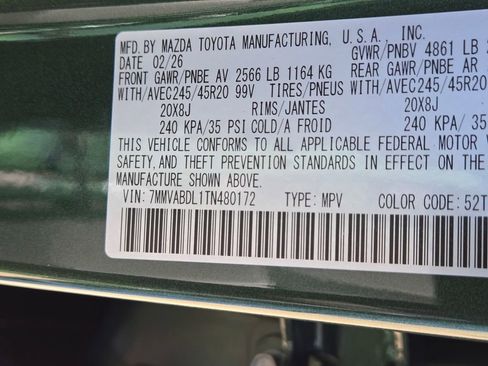 MFD. BY MAZDA TOYOTA MANUFACTURING, U.S.A., INC.
DATE 02/26 GVWR/PNBV 4861 LB
FRONT GAWR/PNBE AV 2566 LB 1164 KG REAR GAWR/PNBE AR
WITH/AVEC245/45R20 99V TIRES/PNEUS WITH/AVEC245/45R20
20X8J RIMS/JANTES 20X8J
240 KPA/35 PSI COLD/A FROID 240 KPA/ 35
THIS VEHICLE CONFORMS TO ALL APPLICABLE FEDERAL MOTOR
SAFETY, AND THEFT PREVENTION STANDARDS IN EFFECT ON THE
MANUFACTURE SHOWN ABOVE.
VIN: 7MMVABDL1TN480172 TYPE: MPV COLOR CODE: 52T